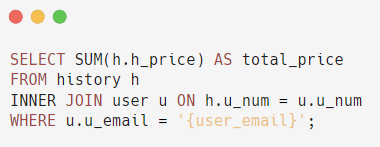 SELECT SUM(h.h_price) AS total_price
FROM history h
INNER JOIN user u ON h.u_num = u.u_num
WHERE u.u_email = '{user_email}';